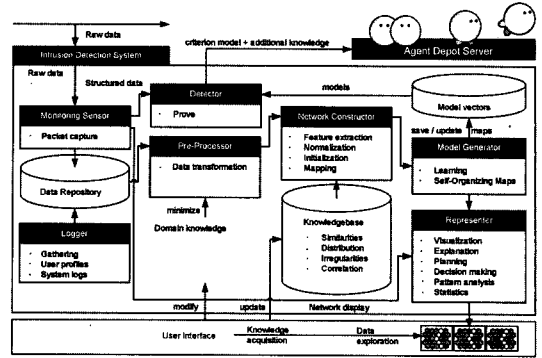 Raw data
criterion model + additional knowledge
Agent Depot Server
Intrusion Detection System
Raw data
Structured data
Detector
Prove
models
Model vectors
Monitoring Sensor
Packet capture
Network Constructor
Feature extraction
Normalization
Initialization
Mapping
save / update maps
Pre-Processor
Data transformation
Model Generator
Learning
Self-Organizing Maps
Data Repository
minimize
Domain knowledge
Knowledgebase
Similarities
Distribution
Irregularities
Correlation
Representer
Visualization
Explanation
Planning
Decision making
Pattern analysis
Statistics
Logger
Gathering
User profiles
System logs
modify
update
Network display
User Interface
Knowledge
acquisition
Data
exploration